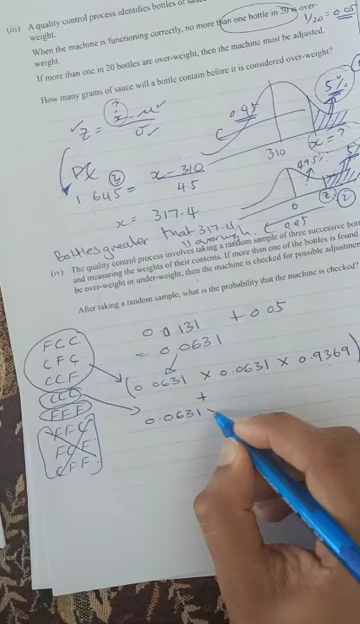 (iii) A quality control process identifies bottles of sauce
weight.
When the machine is functioning correctly, no more than one bottle in 20 is over-
weight.
1/20 = 0.05
If more than one in 20 bottles are over-weight, then the machine must be adjusted.
How many grams of sauce will a bottle contain before it is considered over-weight?
z = x - μ
σ
0.95
5%
310
x = ?
1.645 = x - 310
4.5
x = 317.4
0
0.95
Bottles greater that 317.4
is overweigh.
(iv) The quality control process involves taking a random sample of three successive bott
and measuring the weights of their contents. If more than one of the bottles is found
be over-weight or under-weight, then the machine is checked for possible adjustment
After taking a random sample, what is the probability that the machine is checked?
0.0131 + 0.05
= 0.0631
FCC
CFC
CCF
CCC
FFF
FFC
FCF
CFF
(0.0631 × 0.0631 × 0.9369)
+
0.0631